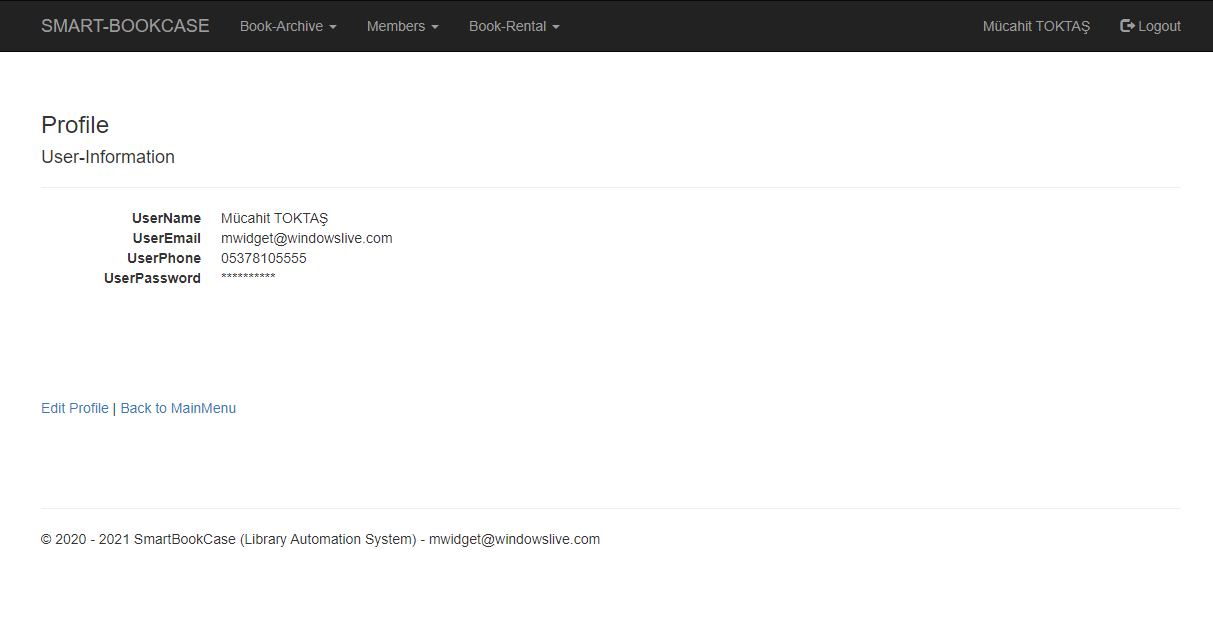 SMART-BOOKCASE Book-Archive Members Book-Rental Mücahit TOKTAŞ Logout
Profile
User-Information
UserName Mücahit TOKTAŞ
UserEmail mwidget@windowslive.com
UserPhone 05378105555
UserPassword **********
Edit Profile | Back to MainMenu
© 2020 - 2021 SmartBookCase (Library Automation System) - mwidget@windowslive.com